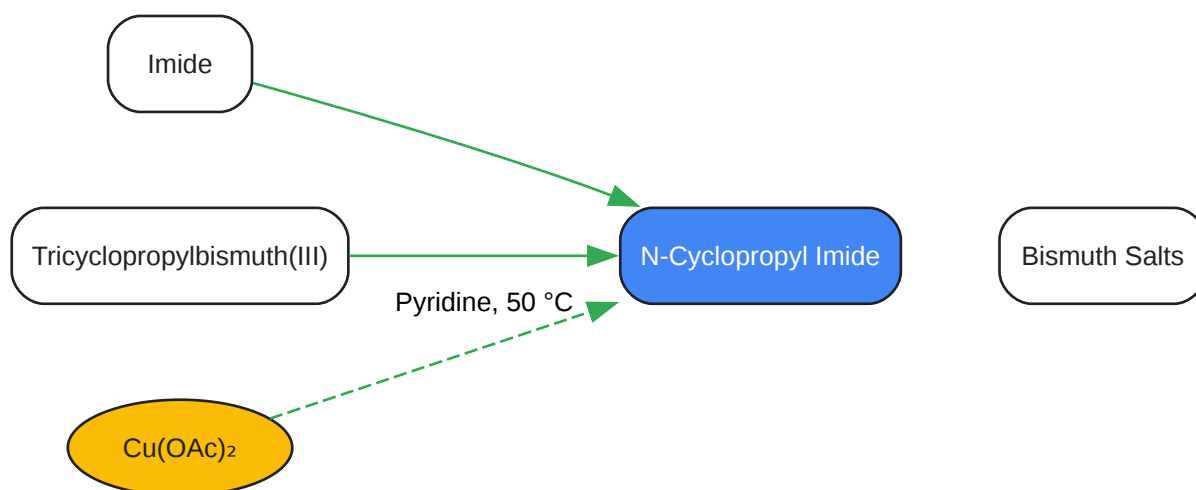 Imide
Tricyclopropylbismuth(III)
N-Cyclopropyl Imide
Bismuth Salts
Pyridine, 50 °C
Cu(OAc)₂